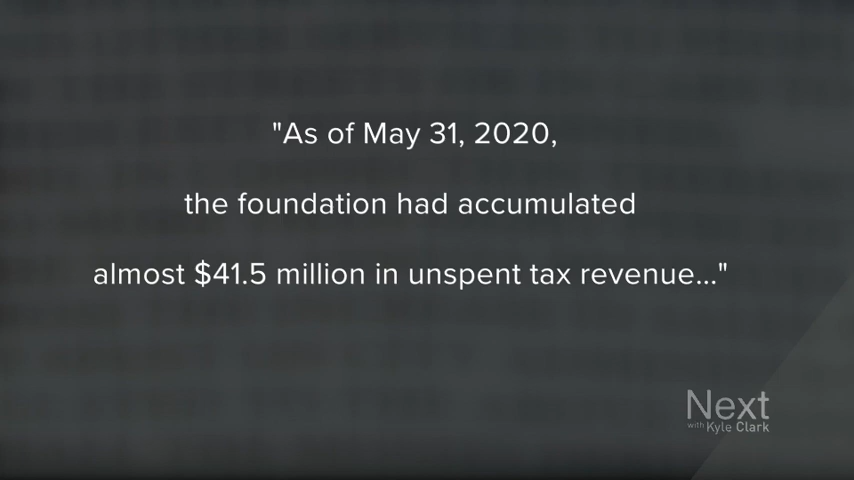 "As of May 31, 2020,
the foundation had accumulated
almost $41.5 million in unspent tax revenue..."
Next
with Kyle Clark